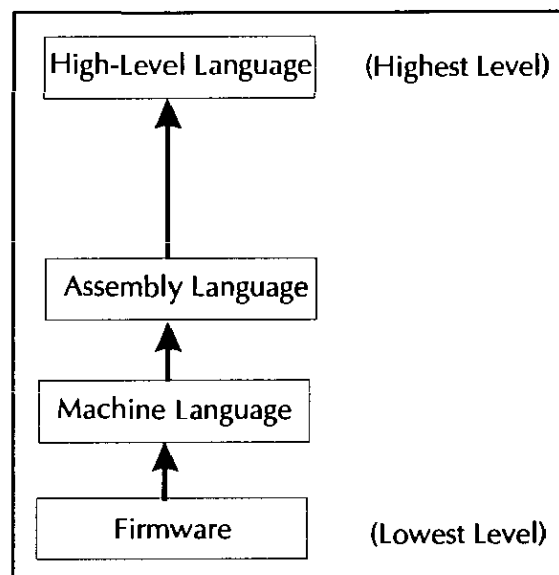 High-Level Language (Highest Level)
Assembly Language
Machine Language
Firmware (Lowest Level)